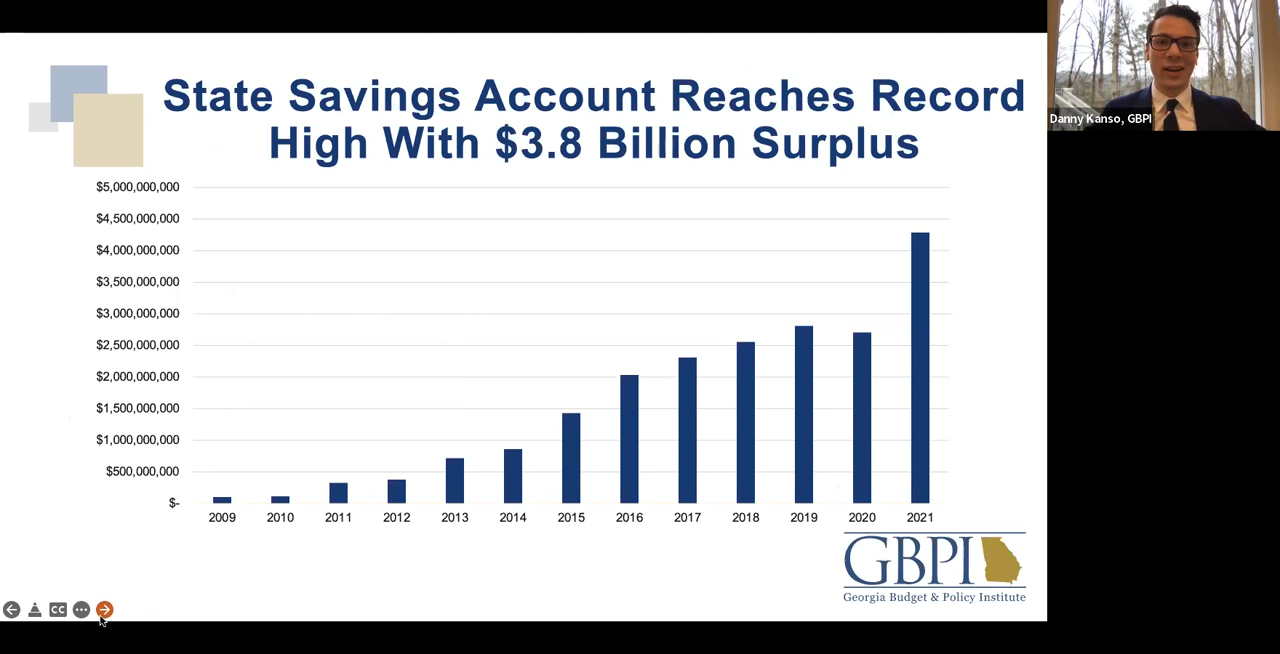 State Savings Account Reaches Record
High With $3.8 Billion Surplus
$5,000,000,000
$4,500,000,000
$4,000,000,000
$3,500,000,000
$3,000,000,000
$2,500,000,000
$2,000,000,000
$1,500,000,000
$1,000,000,000
$500,000,000
$-
2009 2010 2011 2012 2013 2014 2015 2016 2017 2018 2019 2020 2021
GBPI
Georgia Budget & Policy Institute
CC
Danny Kanso, GBPI